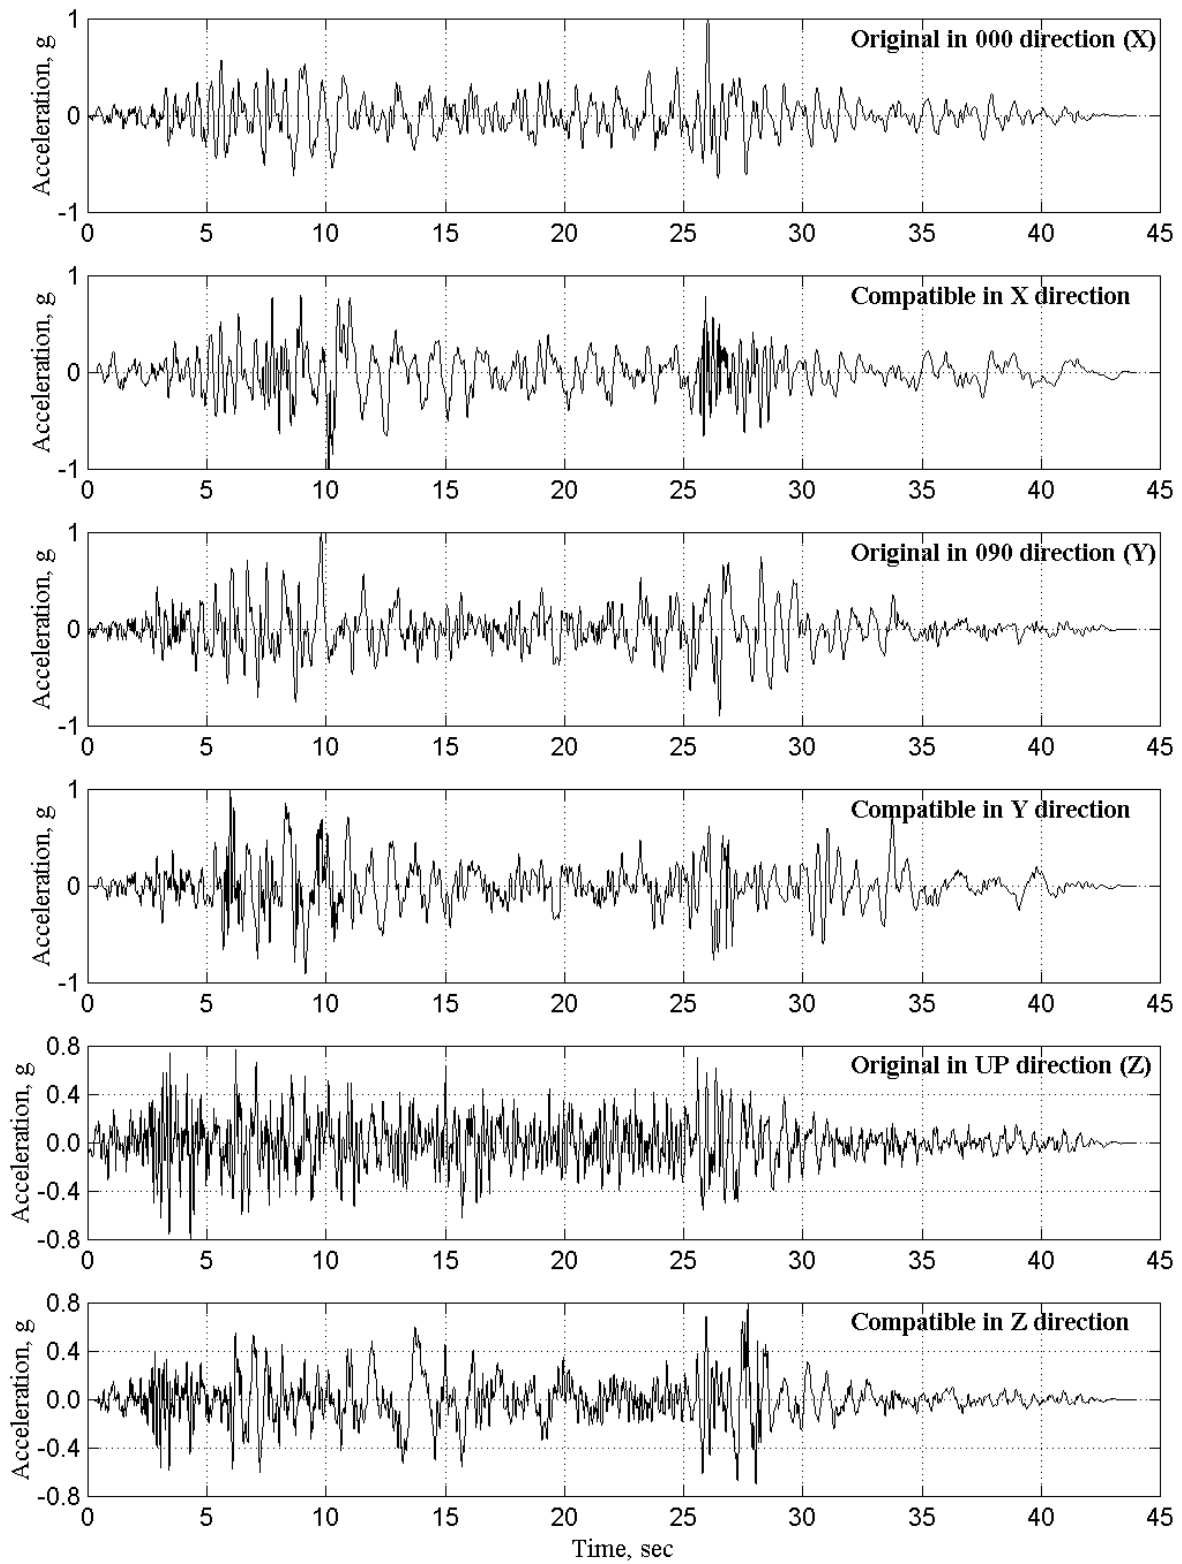 Original in 000 direction (X)
Acceleration, g
1
0
-1
0 5 10 15 20 25 30 35 40 45
Compatible in X direction
Acceleration, g
1
0
-1
0 5 10 15 20 25 30 35 40 45
Original in 090 direction (Y)
Acceleration, g
1
0
-1
0 5 10 15 20 25 30 35 40 45
Compatible in Y direction
Acceleration, g
1
0
-1
0 5 10 15 20 25 30 35 40 45
Original in UP direction (Z)
Acceleration, g
0.8
0.4
0.0
-0.4
-0.8
0 5 10 15 20 25 30 35 40 45
Compatible in Z direction
Acceleration, g
0.8
0.4
0.0
-0.4
-0.8
0 5 10 15 20 25 30 35 40 45
Time, sec